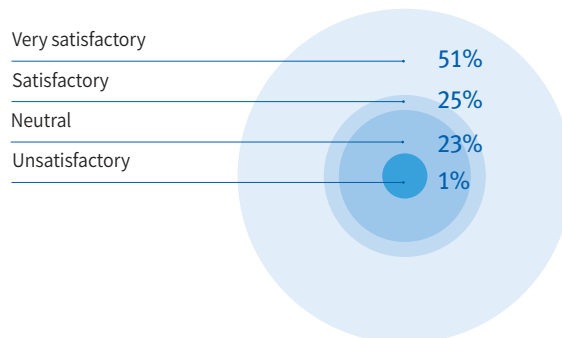 Very satisfactory 51%
Satisfactory 25%
Neutral 23%
Unsatisfactory 1%